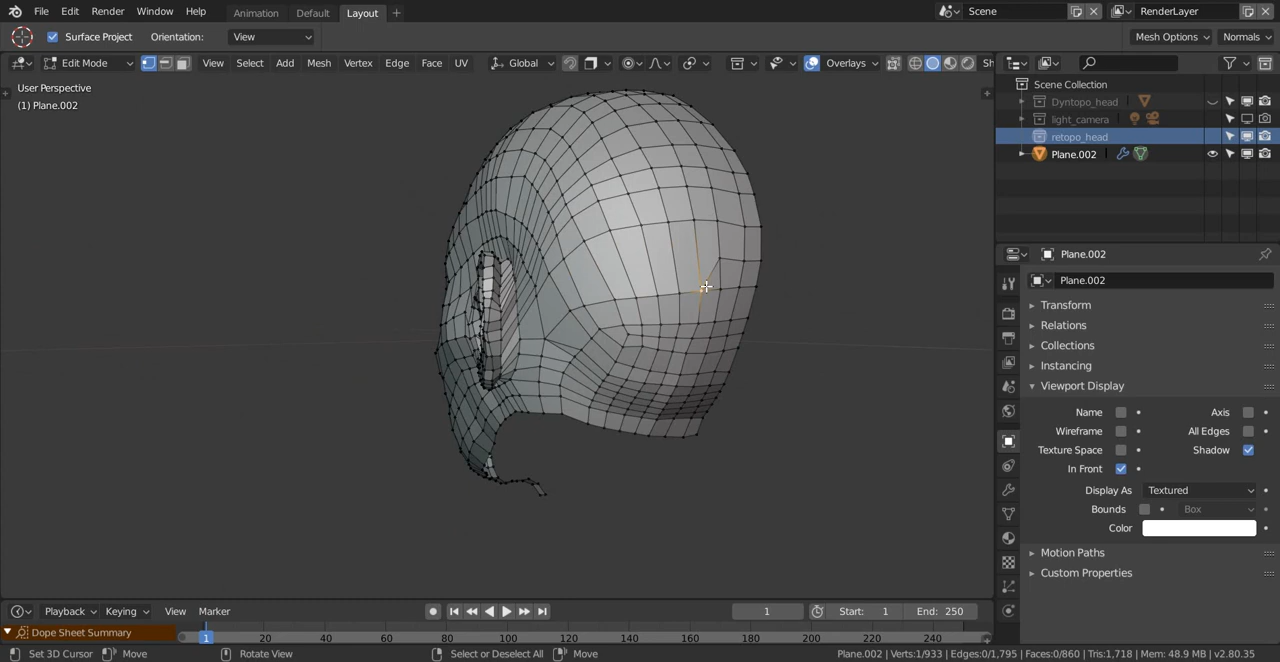 File Edit Render Window Help Animation Default Layout + Scene RenderLayer
Surface Project Orientation: View Mesh Options Normals
Edit Mode View Select Add Mesh Vertex Edge Face UV Global Overlays Sh
User Perspective
(1) Plane.002
Scene Collection
Dyntopo_head
light_camera
retopo_head
Plane.002
Plane.002
Plane.002
Transform
Relations
Collections
Instancing
Viewport Display
Name Axis
Wireframe All Edges
Texture Space Shadow
In Front
Display As Textured
Bounds Box
Color
Motion Paths
Custom Properties
Playback Keying View Marker 1 Start: 1 End: 250
Dope Sheet Summary 1 20 40 60 80 100 120 140 160 180 200 220 240
Set 3D Cursor Move Rotate View Select or Deselect All Move Plane.002 | Verts:1/933 | Edges:0/1,795 | Faces:0/860 | Tris:1,718 | Mem: 48.9 MB | v2.80.35